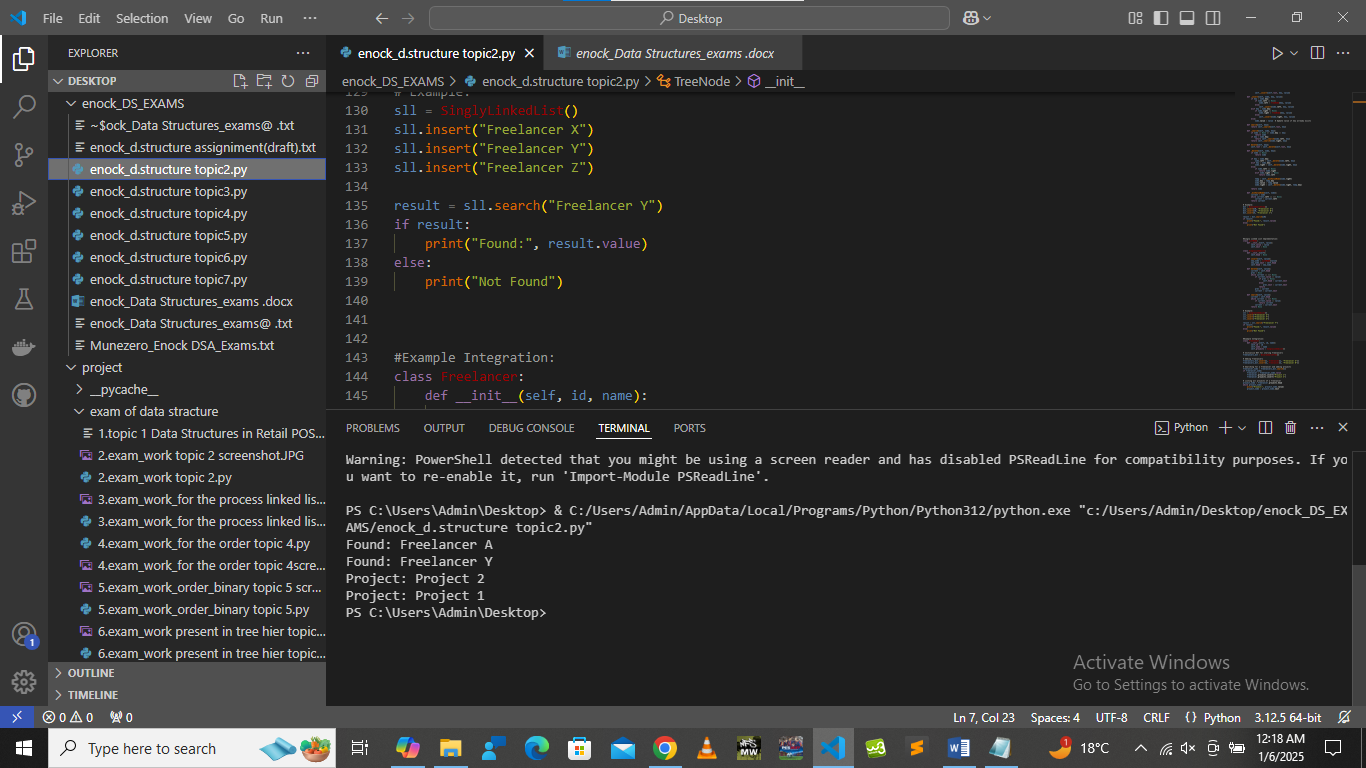 File Edit Selection View Go Run ···
Desktop
EXPLORER
DESKTOP
enock_DS_EXAMS
~$ock_Data Structures_exams@ .txt
enock_d.structure assigniment(draft).txt
enock_d.structure topic2.py
enock_d.structure topic3.py
enock_d.structure topic4.py
enock_d.structure topic5.py
enock_d.structure topic6.py
enock_d.structure topic7.py
enock_Data Structures_exams .docx
enock_Data Structures_exams@ .txt
Munezero_Enock DSA_Exams.txt
project
__pycache__
exam of data stracture
1.topic 1 Data Structures in Retail POS...
2.exam_work topic 2 screenshot.JPG
2.exam_work topic 2.py
3.exam_work_for the process linked lis...
3.exam_work_for the process linked lis...
4.exam_work_for the order topic 4.py
4.exam_work_for the order topic 4scre...
5.exam_work_order_binary topic 5 scr...
5.exam_work_order_binary topic 5.py
6.exam_work present in tree hier topic...
6.exam_work present in tree hier topic...
OUTLINE
TIMELINE
enock_d.structure topic2.py
enock_Data Structures_exams .docx
enock_DS_EXAMS > enock_d.structure topic2.py > TreeNode > __init__
129 # Example:
130 sll = SinglyLinkedList()
131 sll.insert("Freelancer X")
132 sll.insert("Freelancer Y")
133 sll.insert("Freelancer Z")
134
135 result = sll.search("Freelancer Y")
136 if result:
137 print("Found:", result.value)
138 else:
139 print("Not Found")
140
141
142
143 #Example Integration:
144 class Freelancer:
145 def __init__(self, id, name):
PROBLEMS OUTPUT DEBUG CONSOLE TERMINAL PORTS
Python
Warning: PowerShell detected that you might be using a screen reader and has disabled PSReadLine for compatibility purposes. If yo
u want to re-enable it, run 'Import-Module PSReadLine'.
PS C:\Users\Admin\Desktop> & C:/Users/Admin/AppData/Local/Programs/Python/Python312/python.exe "c:/Users/Admin/Desktop/enock_DS_EX
AMS/enock_d.structure topic2.py"
Found: Freelancer A
Found: Freelancer Y
Project: Project 2
Project: Project 1
PS C:\Users\Admin\Desktop>
Activate Windows
Go to Settings to activate Windows.
1
0 0 0
Ln 7, Col 23 Spaces: 4 UTF-8 CRLF {} Python 3.12.5 64-bit
Type here to search
MW
1
18°C
12:18 AM
1/6/2025